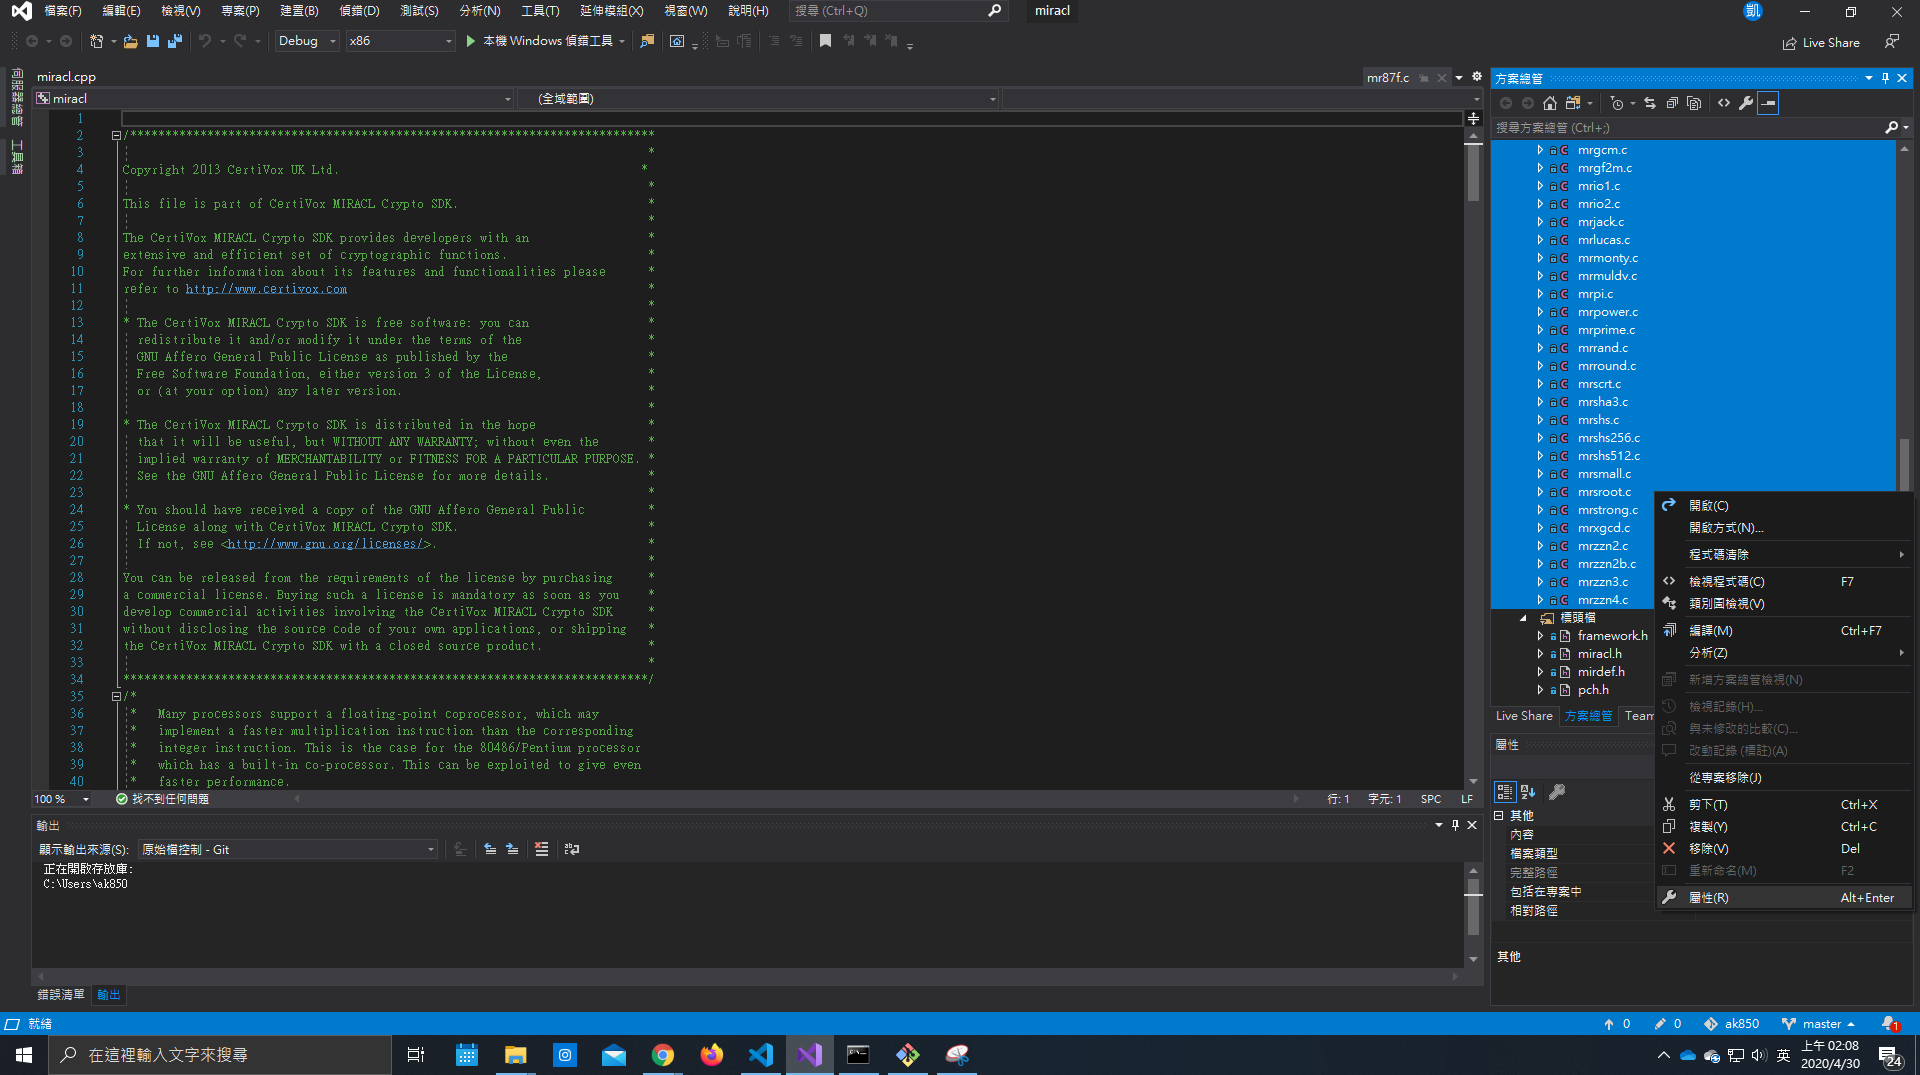 檔案(F) 編輯(E) 檢視(V) 專案(P) 建置(B) 偵錯(D) 測試(S) 分析(N) 工具(T) 延伸模組(X) 視窗(W) 說明(H) 搜尋 (Ctrl+Q) miracl 凱
Debug x86 本機 Windows 偵錯工具 Live Share
伺服器總管
工具箱
miracl.cpp mr87f.c
miracl (全域範圍)
1
2 /***************************************************************************
3 *
4 Copyright 2013 CertiVox UK Ltd. *
5 *
6 This file is part of CertiVox MIRACL Crypto SDK. *
7 *
8 The CertiVox MIRACL Crypto SDK provides developers with an *
9 extensive and efficient set of cryptographic functions. *
10 For further information about its features and functionalities please *
11 refer to http://www.certivox.com *
12 *
13 * The CertiVox MIRACL Crypto SDK is free software: you can *
14 redistribute it and/or modify it under the terms of the *
15 GNU Affero General Public License as published by the *
16 Free Software Foundation, either version 3 of the License, *
17 or (at your option) any later version. *
18 *
19 * The CertiVox MIRACL Crypto SDK is distributed in the hope *
20 that it will be useful, but WITHOUT ANY WARRANTY; without even the *
21 implied warranty of MERCHANTABILITY or FITNESS FOR A PARTICULAR PURPOSE. *
22 See the GNU Affero General Public License for more details. *
23 *
24 * You should have received a copy of the GNU Affero General Public *
25 License along with CertiVox MIRACL Crypto SDK. *
26 If not, see <http://www.gnu.org/licenses/>. *
27 *
28 You can be released from the requirements of the license by purchasing *
29 a commercial license. Buying such a license is mandatory as soon as you *
30 develop commercial activities involving the CertiVox MIRACL Crypto SDK *
31 without disclosing the source code of your own applications, or shipping *
32 the CertiVox MIRACL Crypto SDK with a closed source product. *
33 *
34 ***************************************************************************/
35 /*
36 * Many processors support a floating-point coprocessor, which may
37 * implement a faster multiplication instruction than the corresponding
38 * integer instruction. This is the case for the 80486/Pentium processor
39 * which has a built-in co-processor. This can be exploited to give even
40 * faster performance.
100 % 找不到任何問題 行: 1 字元: 1 SPC LF
輸出
顯示輸出來源(S): 原始檔控制 - Git
正在開啟存放庫:
C:\Users\ak850
錯誤清單 輸出
方案總管
搜尋方案總管 (Ctrl+;)
mrgcm.c
mrgf2m.c
mrio1.c
mrio2.c
mrjack.c
mrlucas.c
mrmonty.c
mrmuldv.c
mrpi.c
mrpower.c
mrprime.c
mrrand.c
mrround.c
mrscrt.c
mrsha3.c
mrshs.c
mrshs256.c
mrshs512.c
mrsmall.c
mrsroot.c
mrstrong.c
mrxgcd.c
mrzzn2.c
mrzzn2b.c
mrzzn3.c
mrzzn4.c
標頭檔
framework.h
miracl.h
mirdef.h
pch.h
Live Share 方案總管 Team
屬性
其他
內容
檔案類型
完整路徑
包括在專案中
相對路徑
其他
開啟(C)
開啟方式(N)...
程式碼清除
檢視程式碼(C) F7
類別圖檢視(V)
編譯(M) Ctrl+F7
分析(Z)
新增方案總管檢視(N)
檢視記錄(H)...
與未修改的比較(C)...
改動記錄 (標註)(A)
從專案移除(J)
剪下(T) Ctrl+X
複製(Y) Ctrl+C
移除(V) Del
重新命名(M) F2
屬性(R) Alt+Enter
就緒 0 0 ak850 master 1
在這裡輸入文字來搜尋 英 上午 02:08
2020/4/30 24